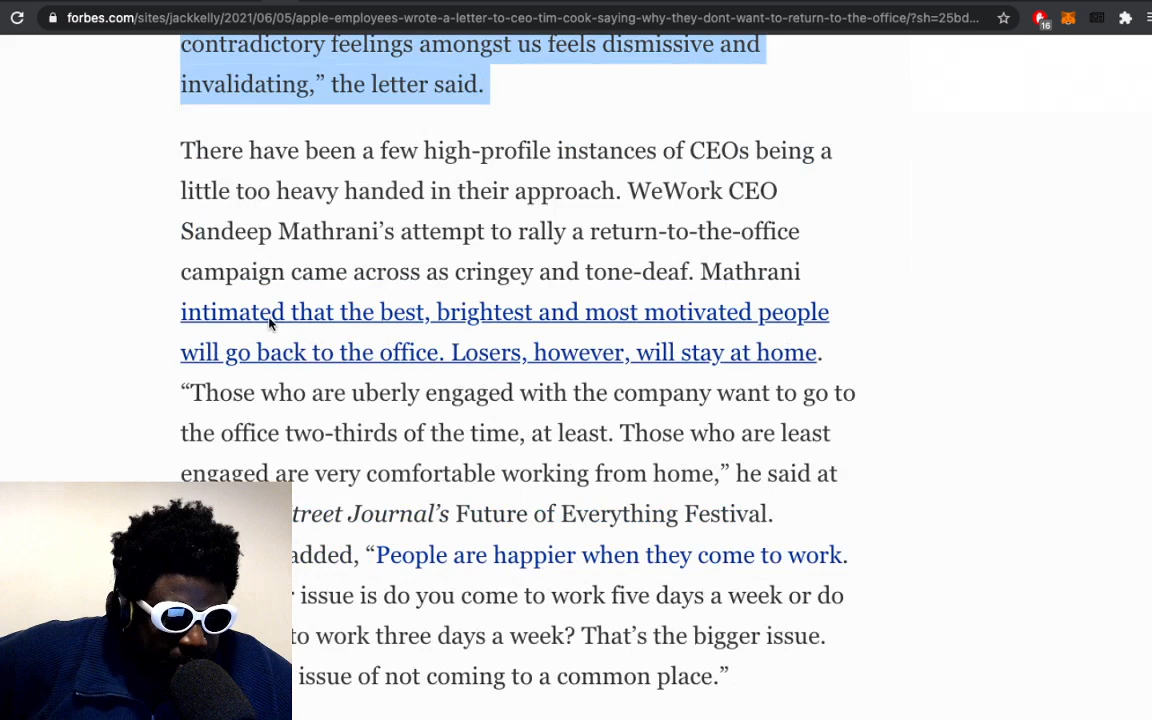 forbes.com/sites/jackkelly/2021/06/05/apple-employees-wrote-a-letter-to-ceo-tim-cook-saying-why-they-dont-want-to-return-to-the-office/?sh=25bd...
16
contradictory feelings amongst us feels dismissive and
invalidating,” the letter said.
There have been a few high-profile instances of CEOs being a
little too heavy handed in their approach. WeWork CEO
Sandeep Mathrani’s attempt to rally a return-to-the-office
campaign came across as cringey and tone-deaf. Mathrani
intimated that the best, brightest and most motivated people
will go back to the office. Losers, however, will stay at home.
“Those who are uberly engaged with the company want to go to
the office two-thirds of the time, at least. Those who are least
engaged are very comfortable working from home,” he said at
treet Journal’s Future of Everything Festival.
added, “People are happier when they come to work.
issue is do you come to work five days a week or do
to work three days a week? That’s the bigger issue.
issue of not coming to a common place.”